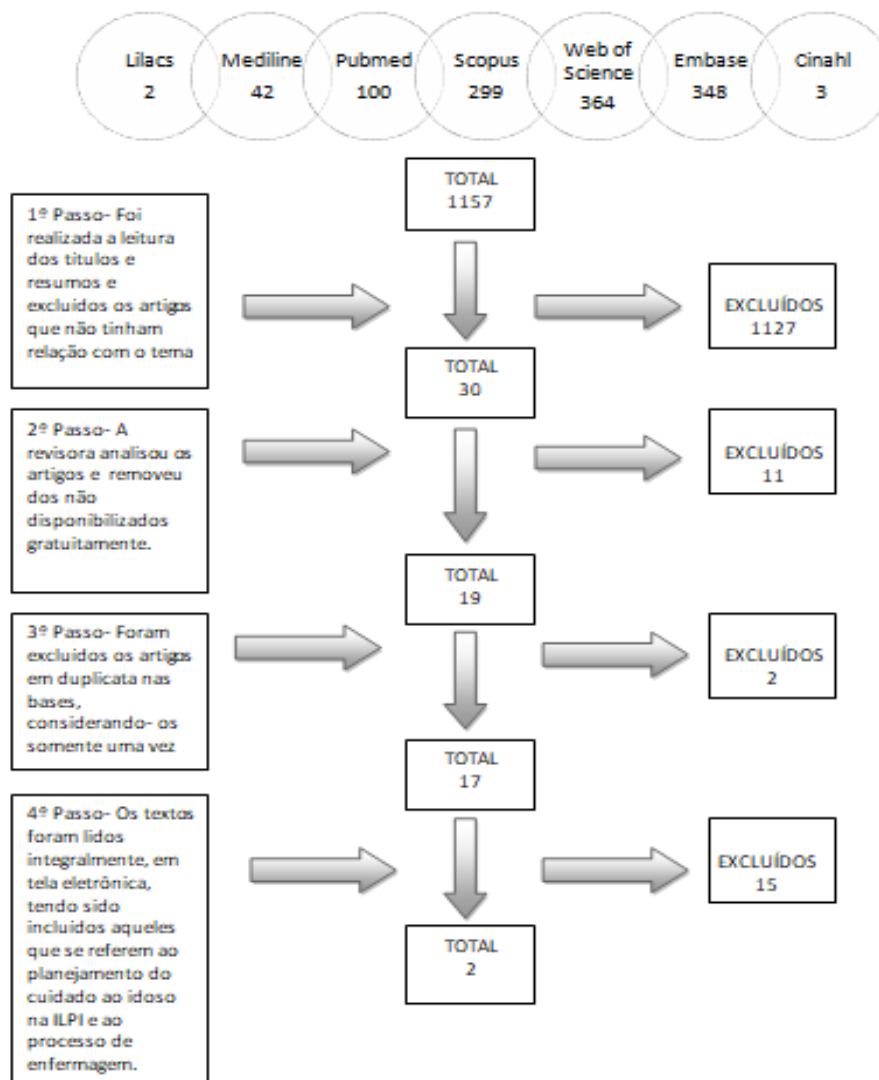 Lilacs
2
Mediline
42
Pubmed
100
Scopus
299
Web of
Science
364
Embase
348
Cinahl
3
TOTAL
1157
1º Passo- Foi
realizada a leitura
dos titulos e
resumos e
excluidos os artigos
que não tinham
relação com o tema
EXCLUÍDOS
1127
TOTAL
30
2º Passo- A
revisora analisou os
artigos e removeu
dos não
disponibilizados
gratuitamente.
EXCLUÍDOS
11
TOTAL
19
3º Passo- Foram
excluidos os artigos
em duplicata nas
bases,
considerando- os
somente uma vez
EXCLUÍDOS
2
TOTAL
17
4º Passo- Os textos
foram lidos
integralmente, em
tela eletrônica,
tendo sido
incluidos aqueles
que se referem ao
planejamento do
cuidado ao idoso
na ILPI e ao
processo de
enfermagem.
EXCLUÍDOS
15
TOTAL
2